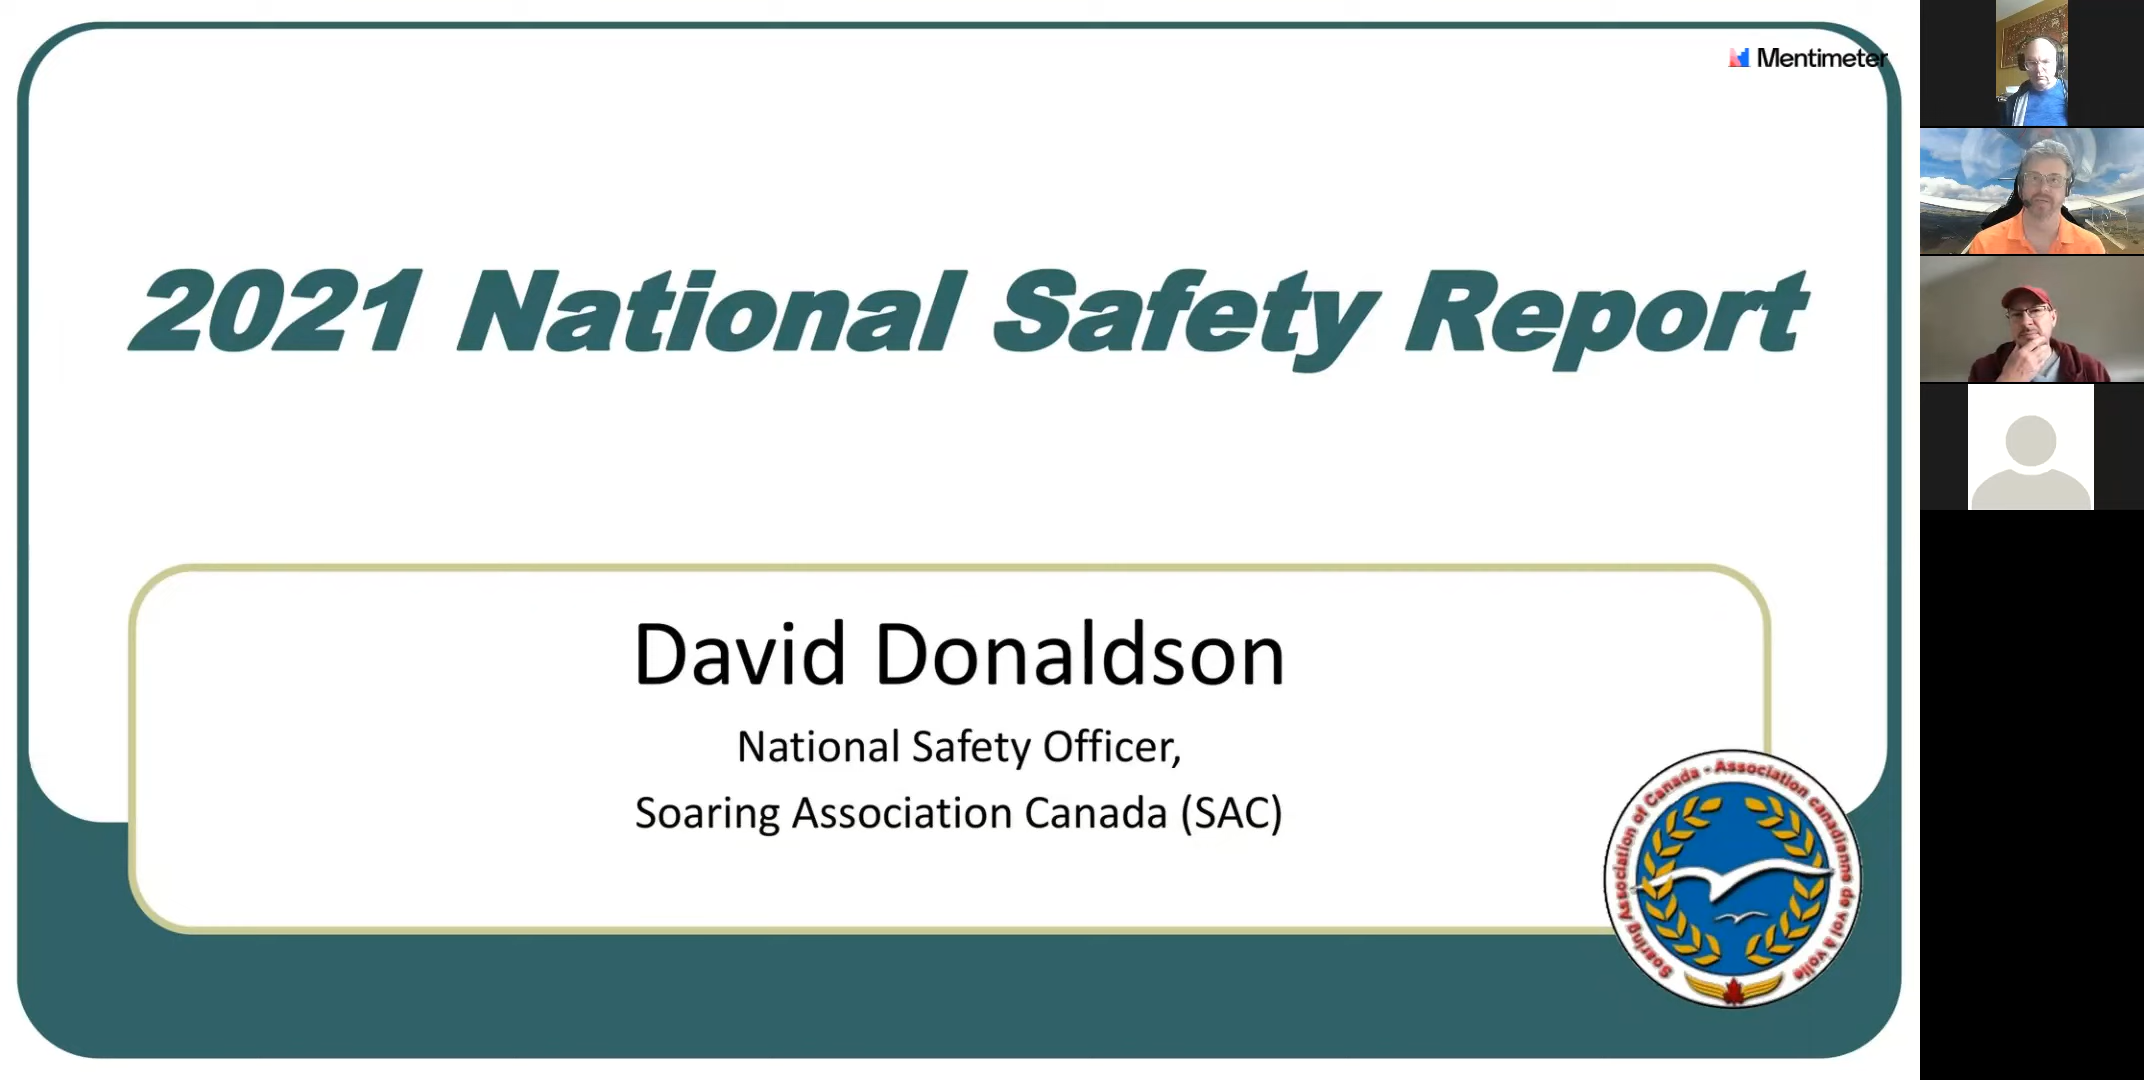 Mentimeter
2021 National Safety Report
David Donaldson
National Safety Officer,
Soaring Association Canada (SAC)
Soaring Association of Canada - Association canadienne de vol à voile